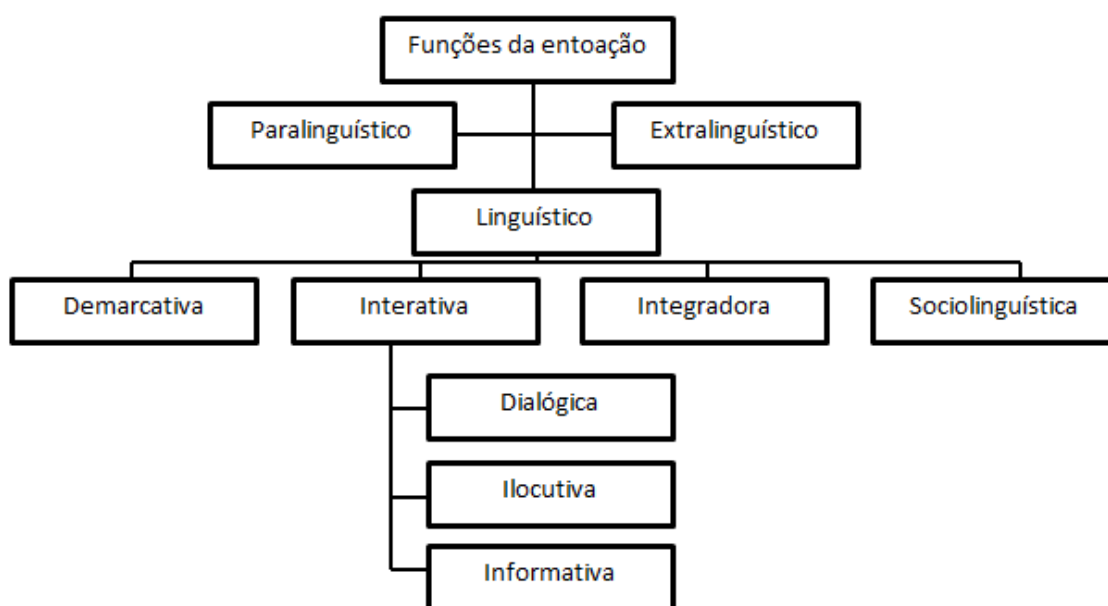 Funções da entoação
Paralinguístico
Extralinguístico
Linguístico
Demarcativa
Interativa
Integradora
Sociolinguística
Dialógica
Ilocutiva
Informativa